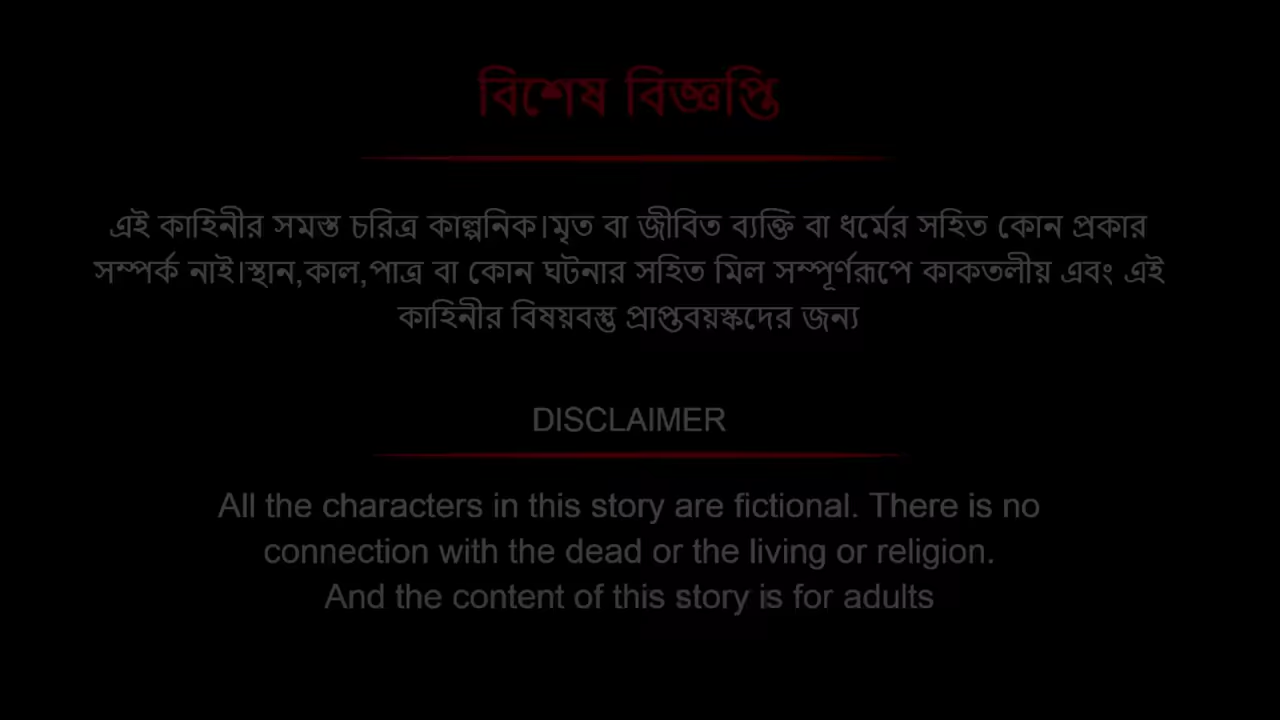 বিশেষ বিজ্ঞপ্তি
এই কাহিনীর সমস্ত চরিত্র কাল্পনিক।মৃত বা জীবিত ব্যক্তি বা ধর্মের সহিত কোন প্রকার
সম্পর্ক নাই।স্থান,কাল,পাত্র বা কোন ঘটনার সহিত মিল সম্পূর্ণরূপে কাকতলীয় এবং এই
কাহিনীর বিষয়বস্তু প্রাপ্তবয়স্কদের জন্য
DISCLAIMER
All the characters in this story are fictional. There is no
connection with the dead or the living or religion.
And the content of this story is for adults